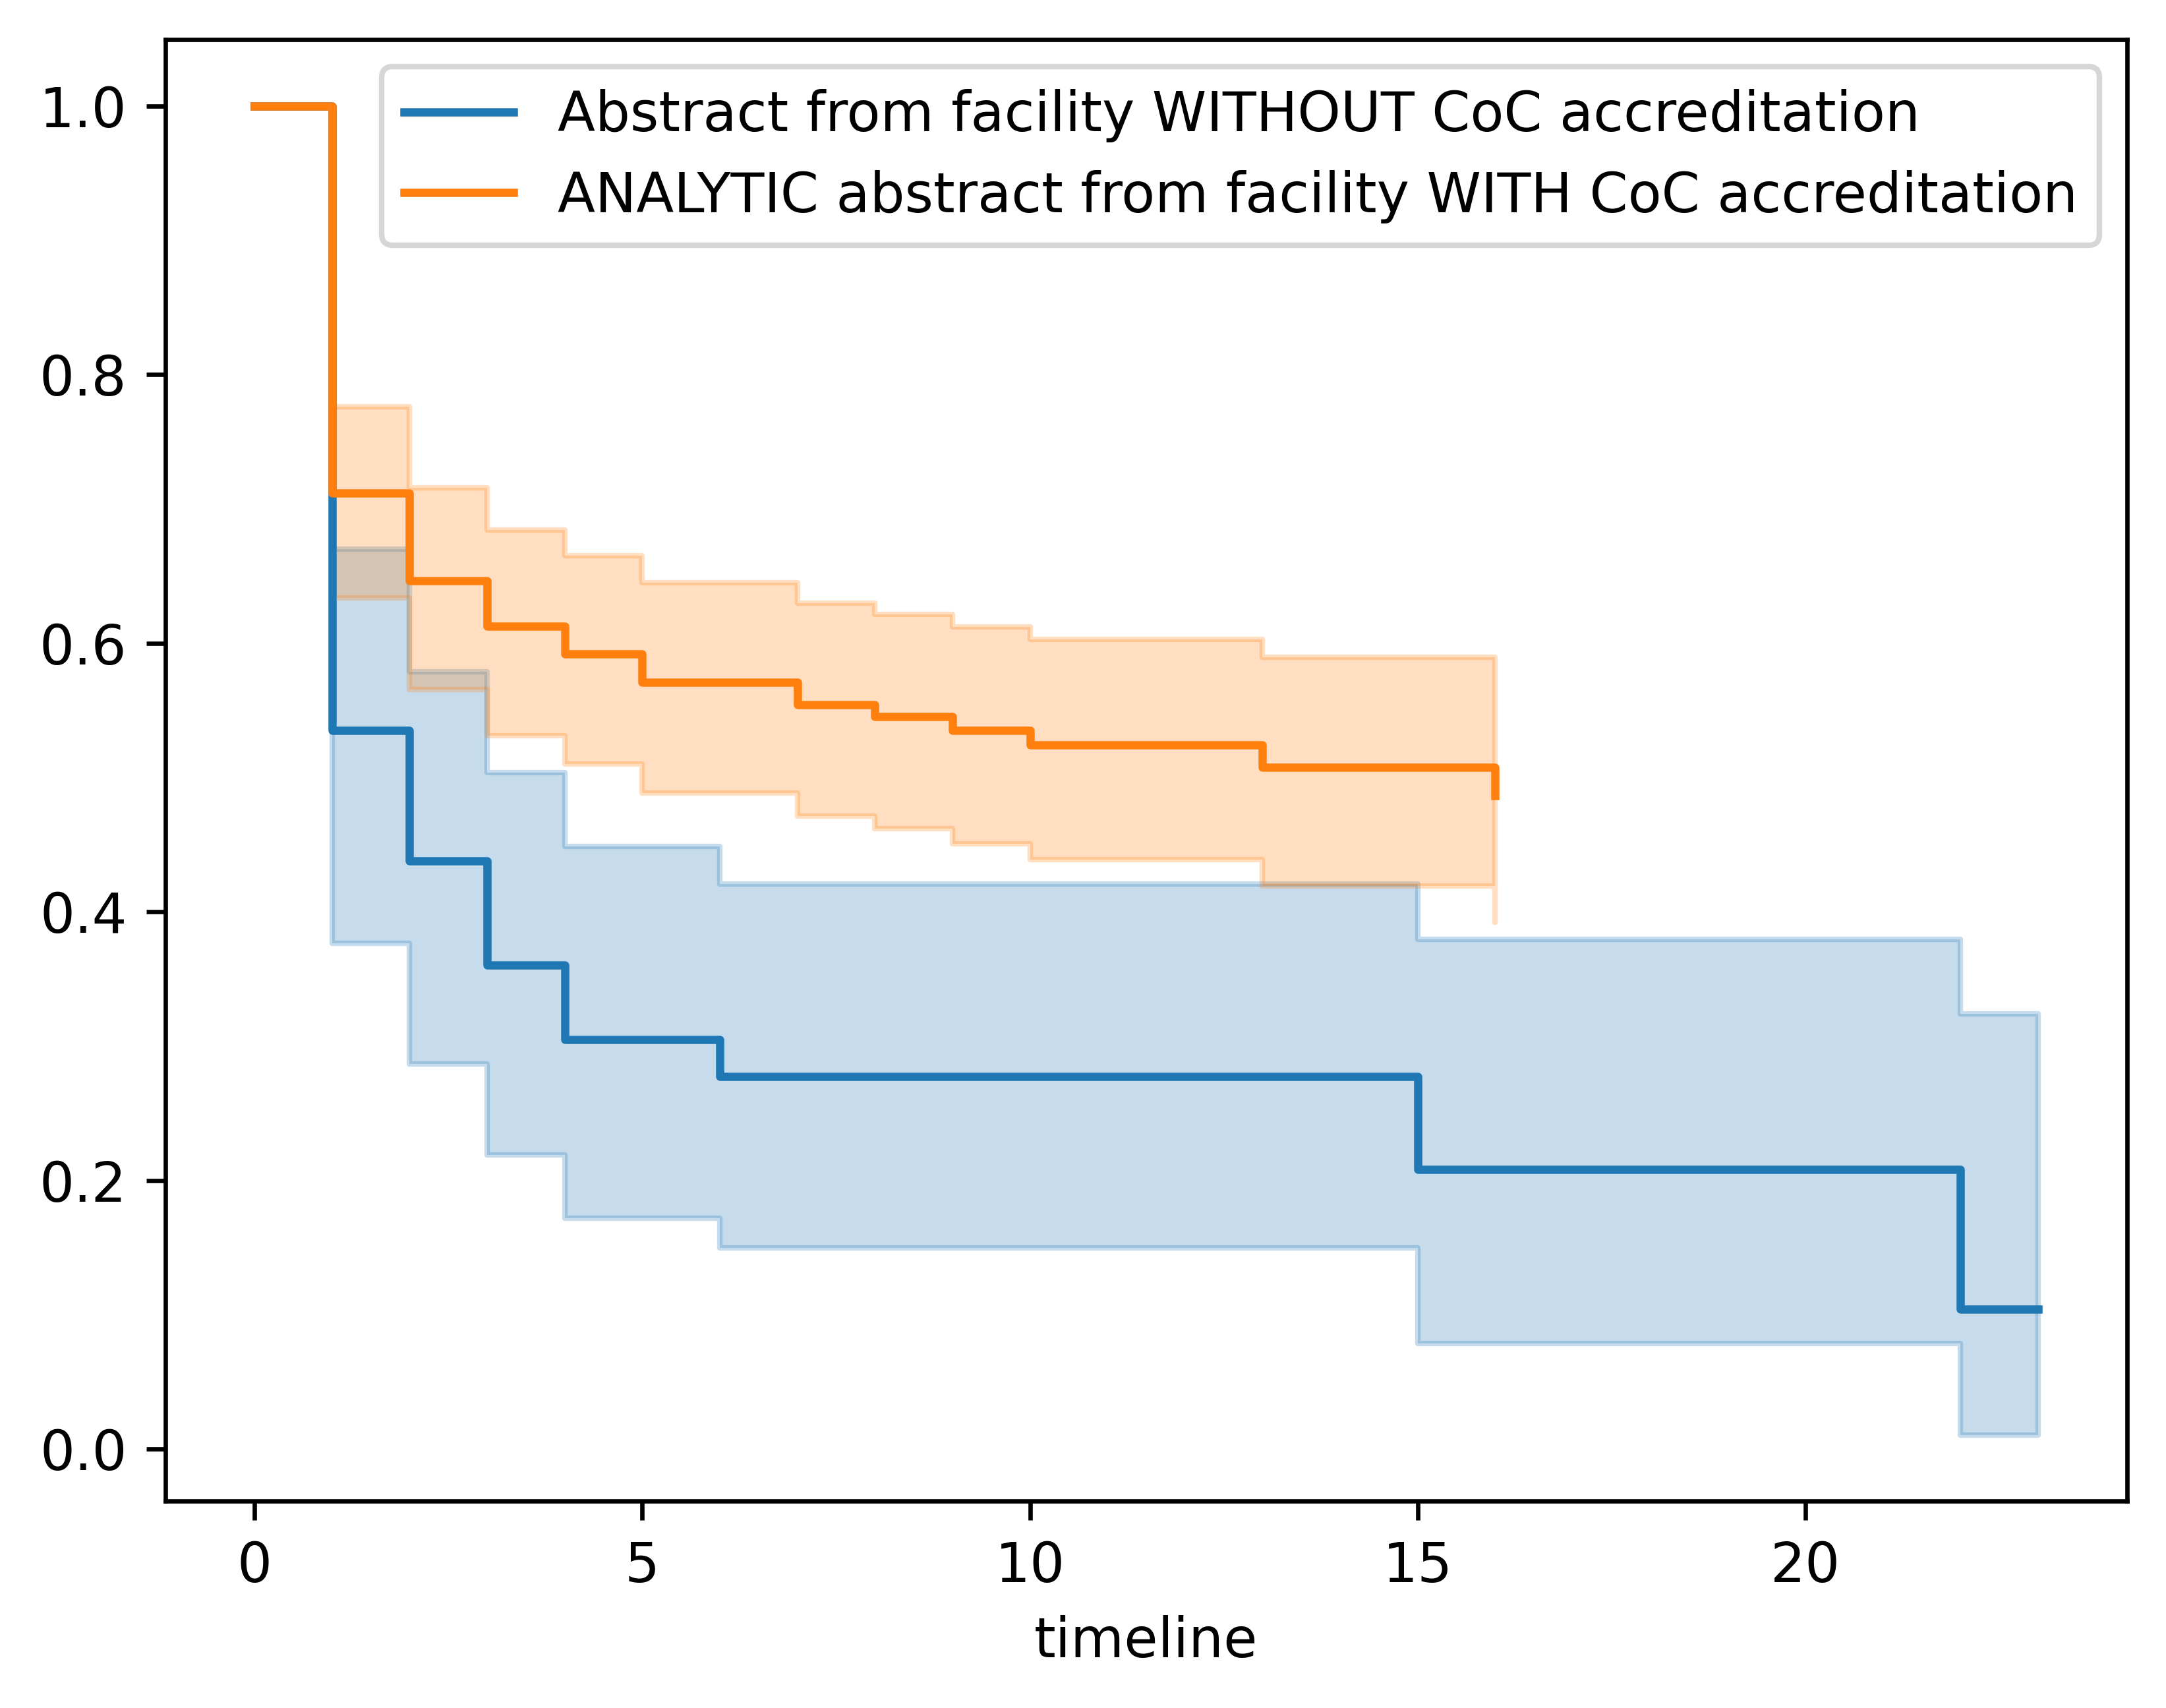 Abstract from facility WITHOUT CoC accreditation
ANALYTIC abstract from facility WITH CoC accreditation
1.0
0.8
0.6
0.4
0.2
0.0
0 5 10 15 20
timeline